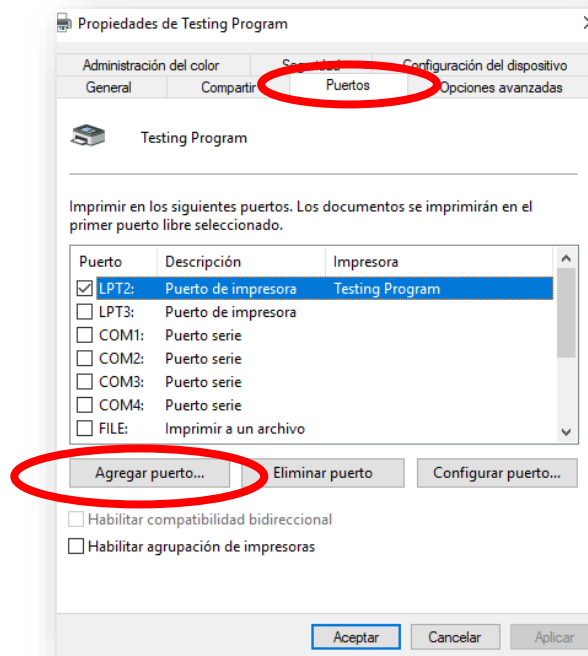 Propiedades de Testing Program
Administración del color Seguridad Configuración del dispositivo
General Compartir Puertos Opciones avanzadas
Testing Program
Imprimir en los siguientes puertos. Los documentos se imprimirán en el
primer puerto libre seleccionado.
Puerto Descripción Impresora
LPT2: Puerto de impresora Testing Program
LPT3: Puerto de impresora
COM1: Puerto serie
COM2: Puerto serie
COM3: Puerto serie
COM4: Puerto serie
FILE: Imprimir a un archivo
Agregar puerto... Eliminar puerto Configurar puerto...
Habilitar compatibilidad bidireccional
Habilitar agrupación de impresoras
Aceptar Cancelar Aplicar